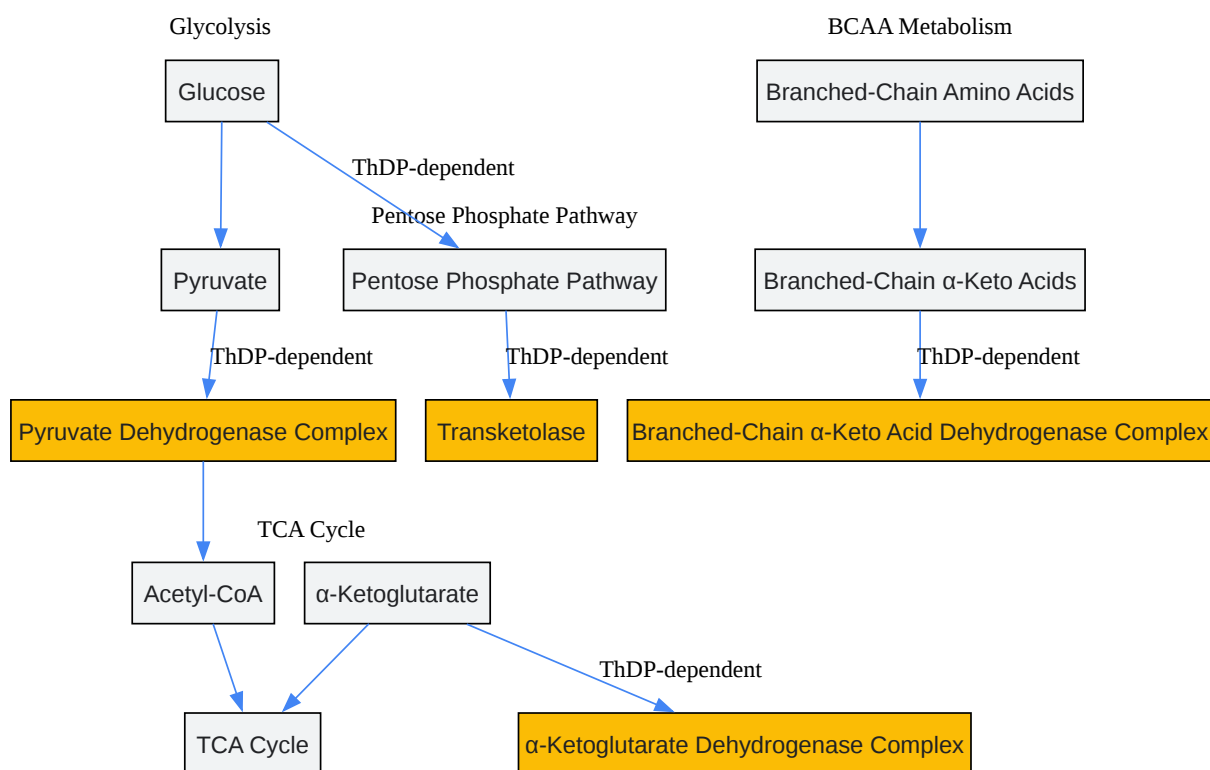 Glycolysis
BCAA Metabolism
Glucose
Branched-Chain Amino Acids
ThDP-dependent
Pentose Phosphate Pathway
Pyruvate
Pentose Phosphate Pathway
Branched-Chain α-Keto Acids
ThDP-dependent
ThDP-dependent
ThDP-dependent
Pyruvate Dehydrogenase Complex
Transketolase
Branched-Chain α-Keto Acid Dehydrogenase Complex
TCA Cycle
Acetyl-CoA
α-Ketoglutarate
ThDP-dependent
TCA Cycle
α-Ketoglutarate Dehydrogenase Complex